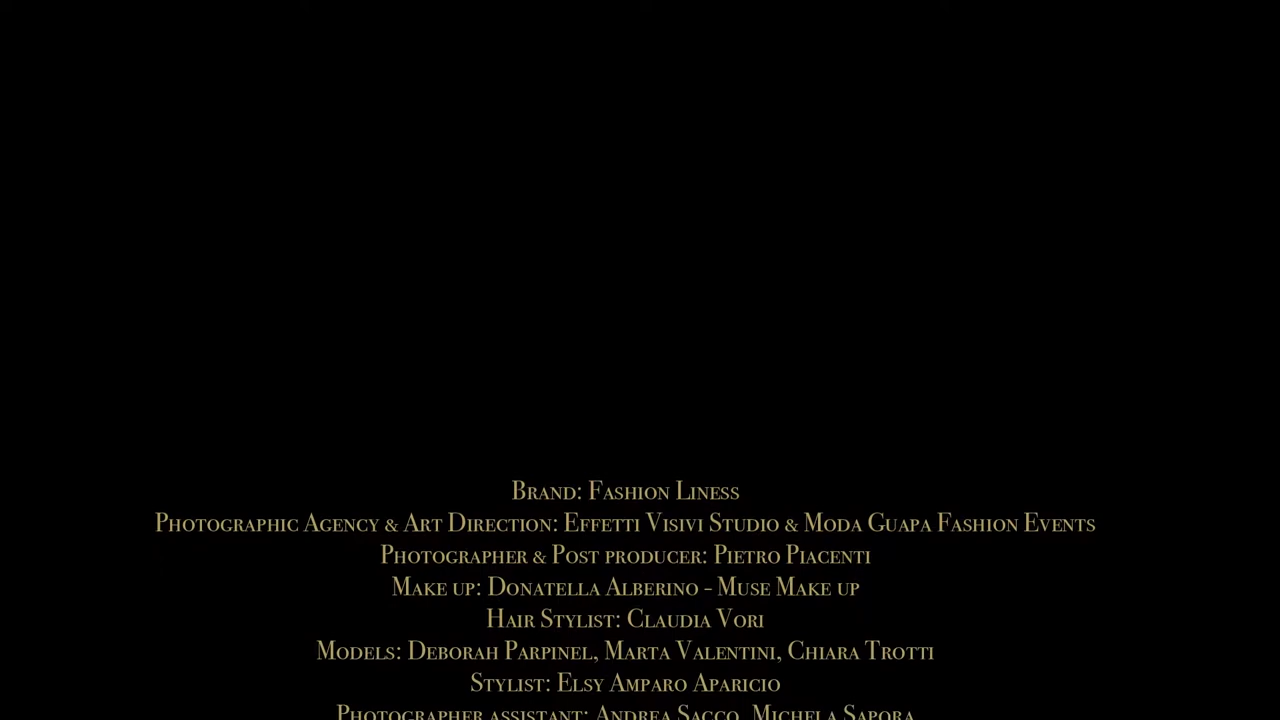 Brand: Fashion Liness
Photographic Agency & Art Direction: Effetti Visivi Studio & Moda Guapa Fashion Events
Photographer & Post producer: Pietro Piacenti
Make up: Donatella Alberino - Muse Make up
Hair Stylist: Claudia Vori
Models: Deborah Parpinel, Marta Valentini, Chiara Trotti
Stylist: Elsy Amparo Aparicio
Photographer assistant: Andrea Sacco, Michela Sapora